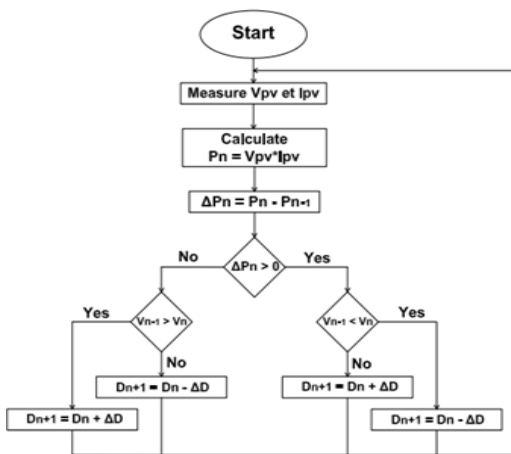 Start
Measure Vpv et Ipv
Calculate
Pn = Vpv*Ipv
ΔPn = Pn - Pn-1
No
ΔPn > 0
Yes
Yes
Vn-1 > Vn
Vn-1 < Vn
Yes
No
No
Dn+1 = Dn - ΔD
Dn+1 = Dn + ΔD
Dn+1 = Dn + ΔD
Dn+1 = Dn - ΔD